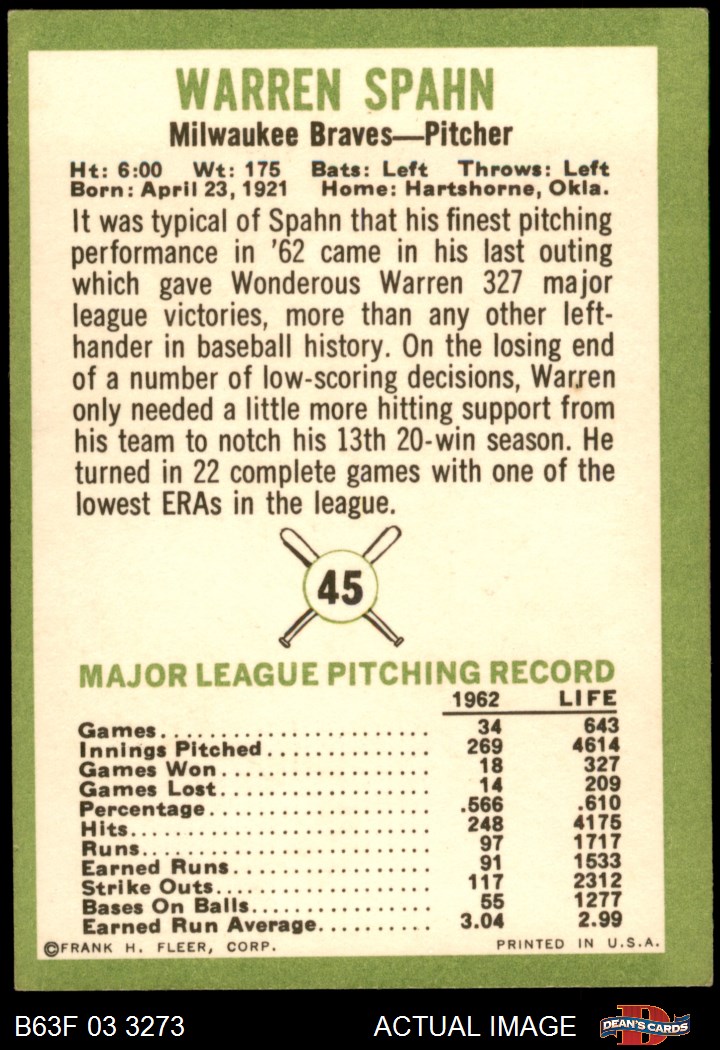 WARREN SPAHN
Milwaukee Braves—Pitcher
Ht: 6:00 Wt: 175 Bats: Left Throws: Left
Born: April 23, 1921 Home: Hartshorne, Okla.
It was typical of Spahn that his finest pitching
performance in '62 came in his last outing
which gave Wonderous Warren 327 major
league victories, more than any other left-
hander in baseball history. On the losing end
of a number of low-scoring decisions, Warren
only needed a little more hitting support from
his team to notch his 13th 20-win season. He
turned in 22 complete games with one of the
lowest ERAs in the league.
45
MAJOR LEAGUE PITCHING RECORD
1962 LIFE
Games 34 643
Innings Pitched 269 4614
Games Won 18 327
Games Lost 14 209
Percentage .566 .610
Hits 248 4175
Runs 97 1717
Earned Runs 91 1533
Strike Outs 117 2312
Bases On Balls 55 1277
Earned Run Average 3.04 2.99
©FRANK H. FLEER, CORP. PRINTED IN U.S.A.
B63F 03 3273 ACTUAL IMAGE DEAN'S CARDS